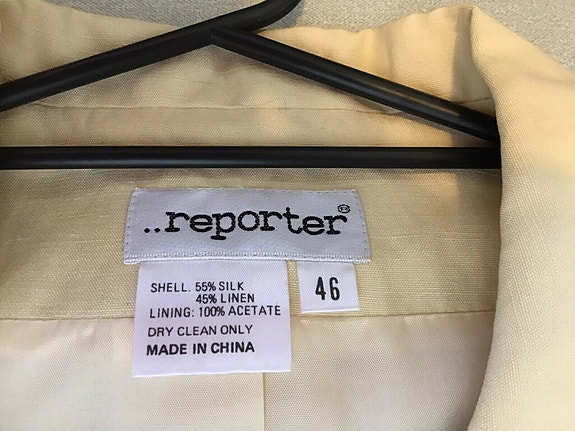 ..reporter®
SHELL. 55% SILK
45% LINEN
LINING: 100% ACETATE
DRY CLEAN ONLY
MADE IN CHINA
46